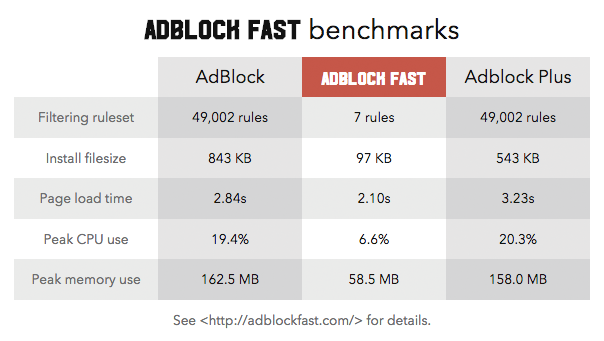 ADBLOCK FAST benchmarks
AdBlock ADBLOCK FAST Adblock Plus
Filtering ruleset 49,002 rules 7 rules 49,002 rules
Install filesize 843 KB 97 KB 543 KB
Page load time 2.84s 2.10s 3.23s
Peak CPU use 19.4% 6.6% 20.3%
Peak memory use 162.5 MB 58.5 MB 158.0 MB
See <http://adblockfast.com/> for details.